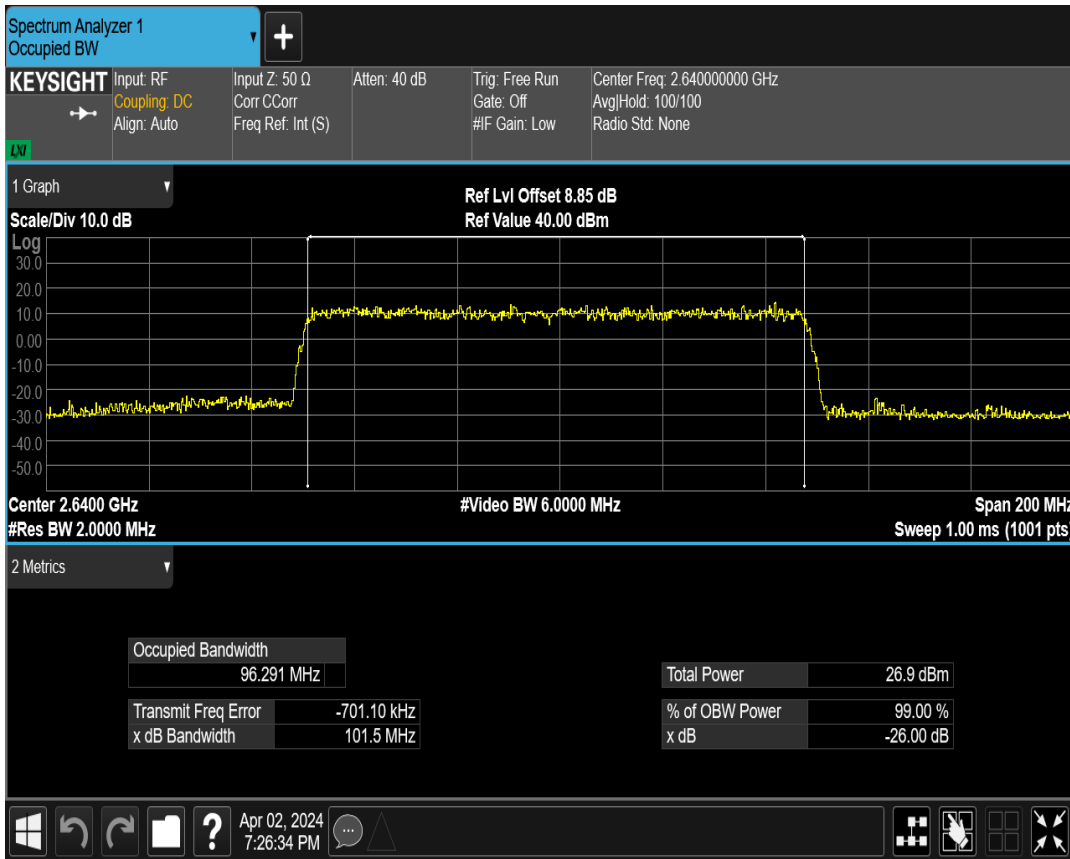 Spectrum Analyzer 1
Occupied BW
KEYSIGHT
LXI
Input: RF
Coupling: DC
Align: Auto
Input Z: 50 Ω
Corr CCorr
Freq Ref: Int (S)
Atten: 40 dB
Trig: Free Run
Gate: Off
#IF Gain: Low
Center Freq: 2.640000000 GHz
Avg|Hold: 100/100
Radio Std: None
1 Graph
Scale/Div 10.0 dB
Ref Lvl Offset 8.85 dB
Ref Value 40.00 dBm
Log
30.0
20.0
10.0
0.00
-10.0
-20.0
-30.0
-40.0
-50.0
Center 2.6400 GHz
#Video BW 6.0000 MHz
Span 200 MHz
#Res BW 2.0000 MHz
Sweep 1.00 ms (1001 pts)
2 Metrics
Occupied Bandwidth
96.291 MHz
Total Power 26.9 dBm
Transmit Freq Error -701.10 kHz
% of OBW Power 99.00 %
x dB Bandwidth 101.5 MHz
x dB -26.00 dB
Apr 02, 2024
7:26:34 PM